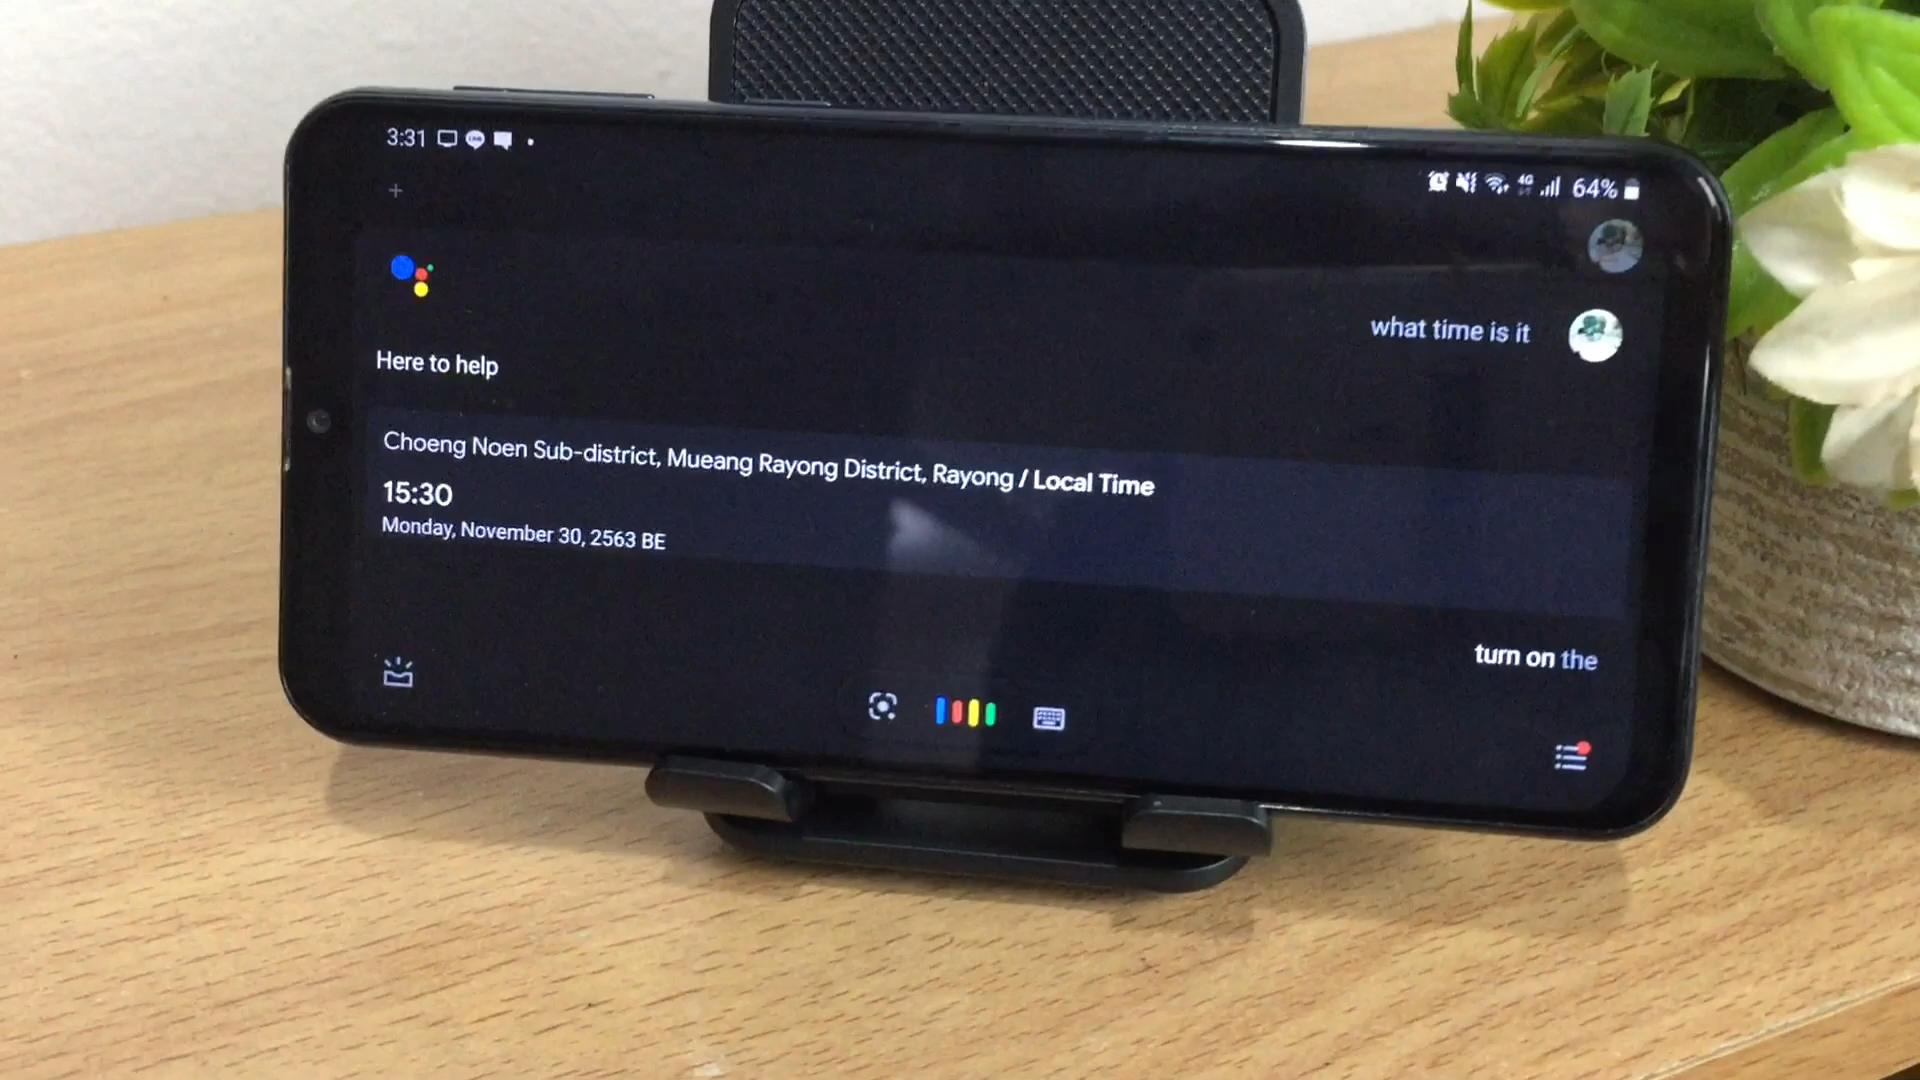 3:31
4G 64%
what time is it
Here to help
Choeng Noen Sub-district, Mueang Rayong District, Rayong / Local Time
15:30
Monday, November 30, 2563 BE
turn on the